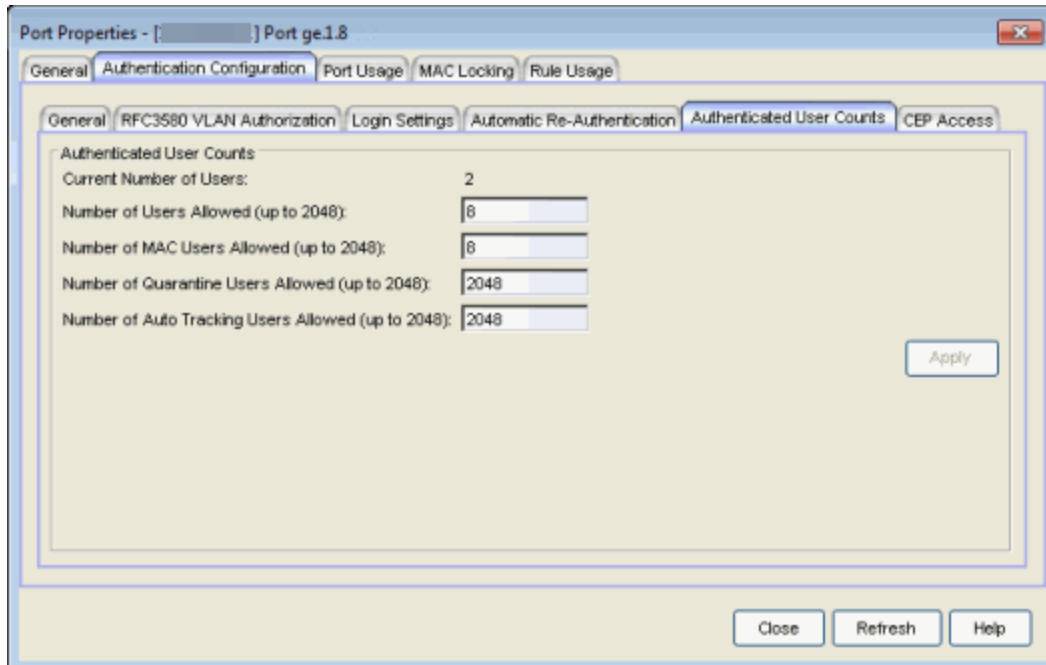 Port Properties - [ ] Port ge.1.8
General Authentication Configuration Port Usage MAC Locking Rule Usage
General RFC3580 VLAN Authorization Login Settings Automatic Re-Authentication Authenticated User Counts CEP Access
Authenticated User Counts
Current Number of Users: 2
Number of Users Allowed (up to 2048): 8
Number of MAC Users Allowed (up to 2048): 8
Number of Quarantine Users Allowed (up to 2048): 2048
Number of Auto Tracking Users Allowed (up to 2048): 2048
Apply
Close Refresh Help